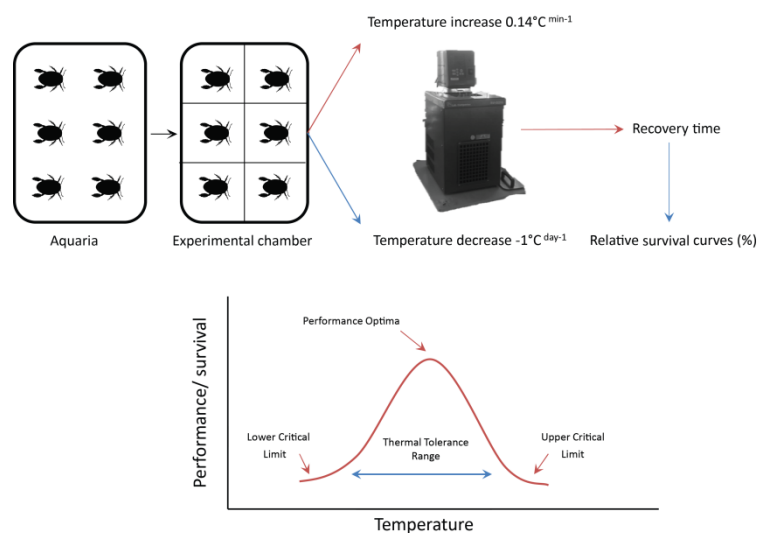 Temperature increase 0.14°C min-1
Recovery time
Aquaria
Experimental chamber
Temperature decrease -1°C day-1
Relative survival curves (%)
Performance Optima
Performance/ survival
Lower Critical
Limit
Thermal Tolerance
Range
Upper Critical
Limit
Temperature